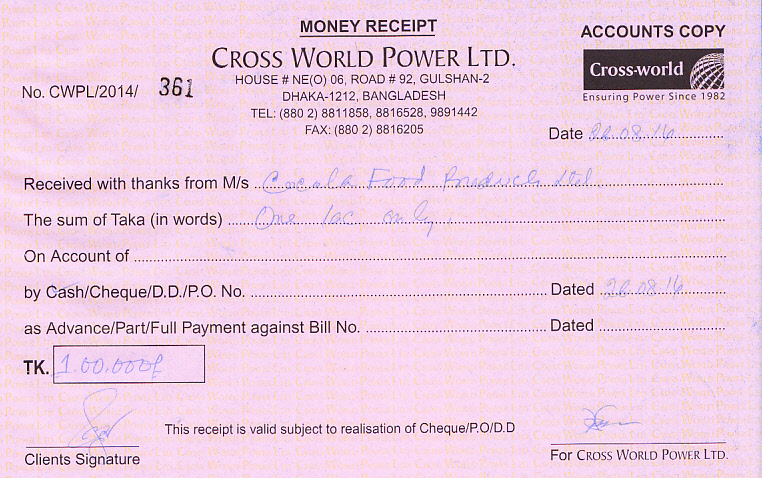 MONEY RECEIPT
ACCOUNTS COPY
CROSS WORLD POWER LTD.
Cross-world
Ensuring Power Since 1982
HOUSE # NE(O) 06, ROAD # 92, GULSHAN-2
No. CWPL/2014/ 361
DHAKA-1212, BANGLADESH
TEL: (880 2) 8811858, 8816528, 9891442
FAX: (880 2) 8816205
Date 22.08.16
Received with thanks from M/s Cocola Food Products Ltd.
The sum of Taka (in words) One lac only.
On Account of
by Cash/Cheque/D.D./P.O. No. Dated 22.08.16
as Advance/Part/Full Payment against Bill No. Dated
TK. 1,00,000/
This receipt is valid subject to realisation of Cheque/P.O/D.D
Clients Signature
For CROSS WORLD POWER LTD.